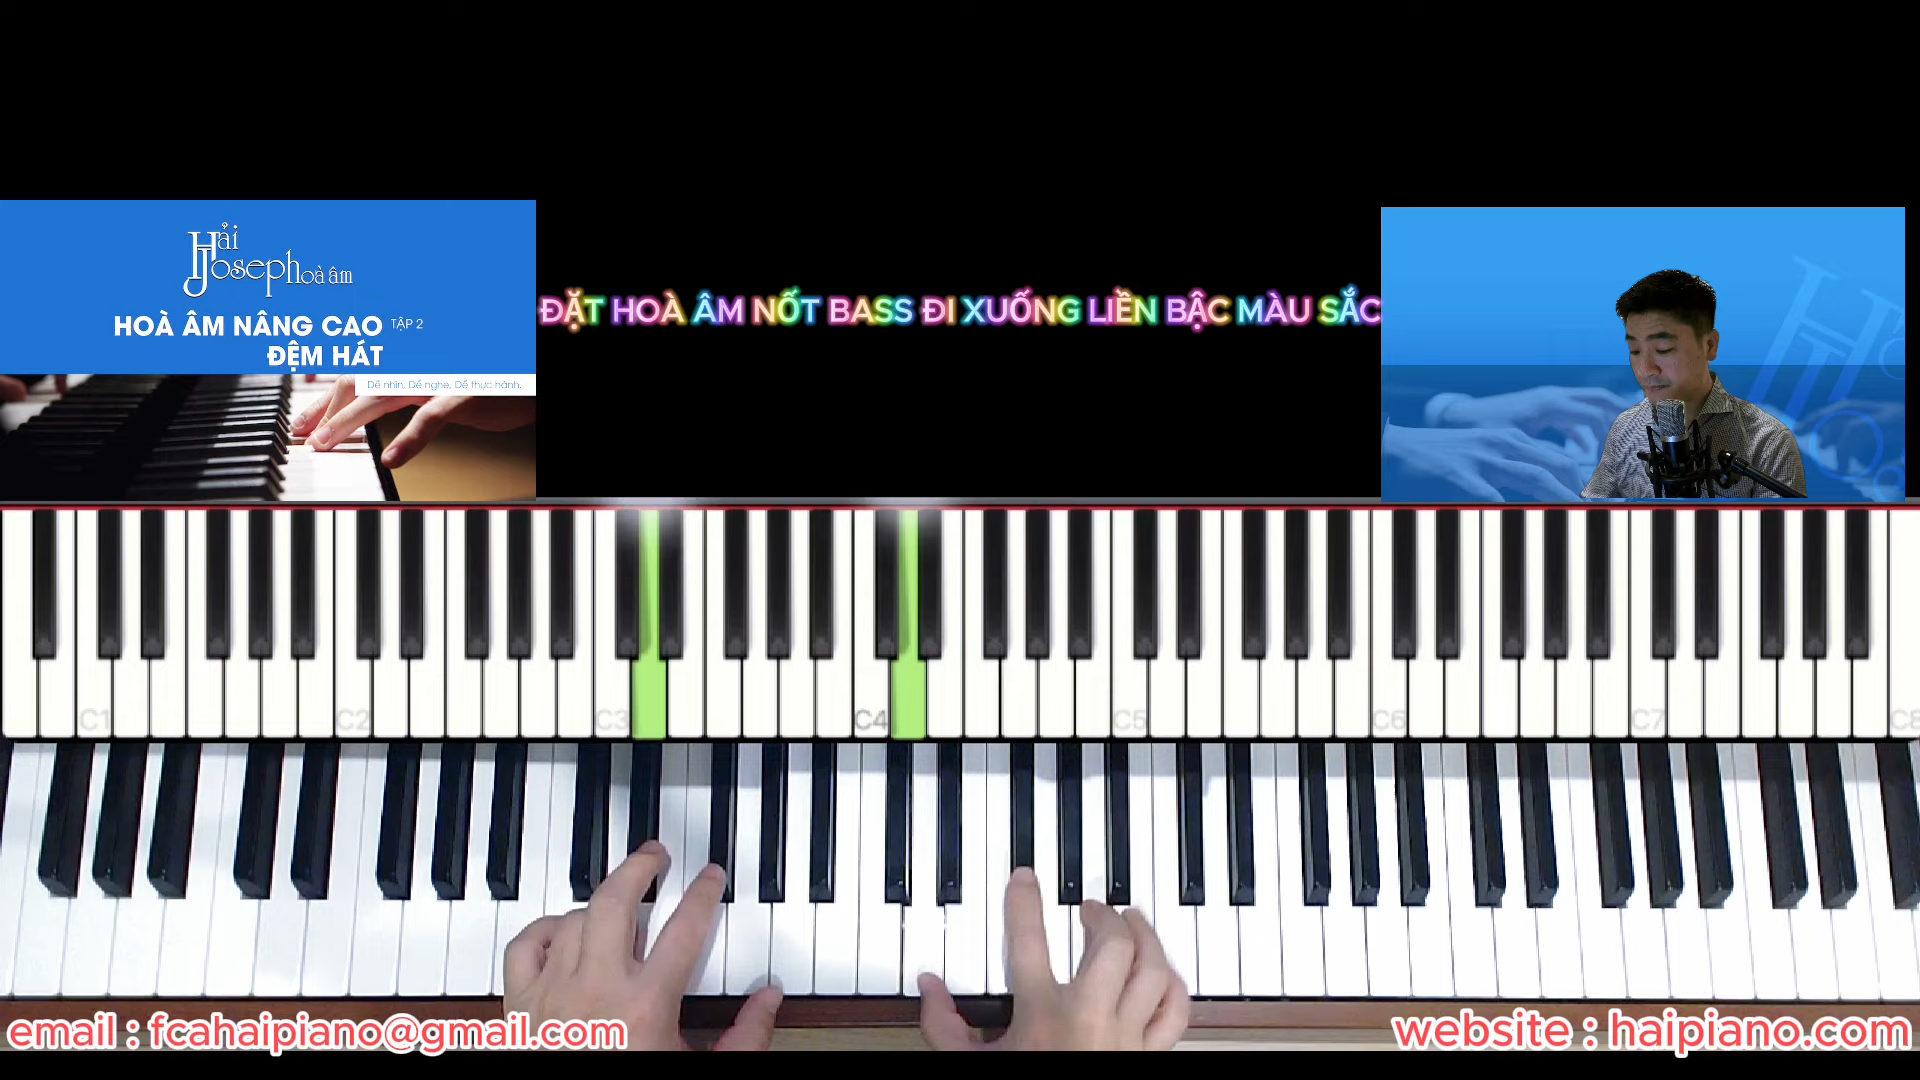 Hải
Josephoà âm
HOÀ ÂM NÂNG CAO TẬP 2
ĐỆM HÁT
Dễ nhìn, Dễ nghe, Dễ thực hành.
ĐẶT HOÀ ÂM NỐT BASS ĐI XUỐNG LIỀN BẬC MÀU SẮC
C1 C2 C3 C4 C5 C6 C7 C8
email : fcahaipiano@gmail.com
website : haipiano.com